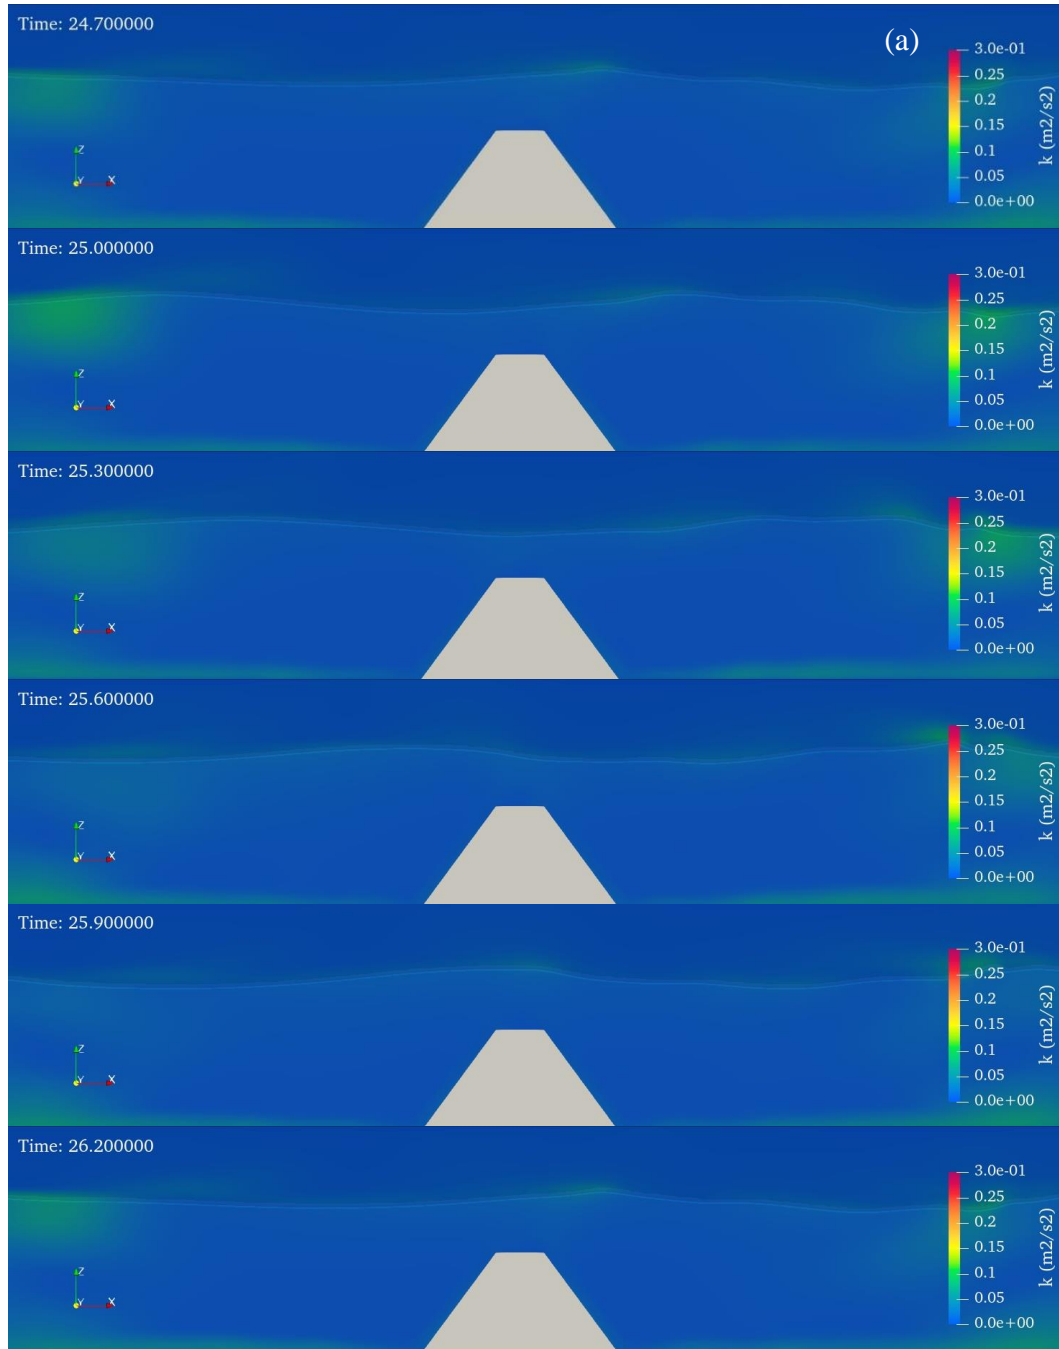 Time: 24.700000
(a)
3.0e-01
0.25
0.2
0.15
0.1
0.05
0.0e+00
k (m2/s2)
Z
Y
X
Time: 25.000000
3.0e-01
0.25
0.2
0.15
0.1
0.05
0.0e+00
k (m2/s2)
Z
Y
X
Time: 25.300000
3.0e-01
0.25
0.2
0.15
0.1
0.05
0.0e+00
k (m2/s2)
Z
Y
X
Time: 25.600000
3.0e-01
0.25
0.2
0.15
0.1
0.05
0.0e+00
k (m2/s2)
Z
Y
X
Time: 25.900000
3.0e-01
0.25
0.2
0.15
0.1
0.05
0.0e+00
k (m2/s2)
Z
Y
X
Time: 26.200000
3.0e-01
0.25
0.2
0.15
0.1
0.05
0.0e+00
k (m2/s2)
Z
Y
X